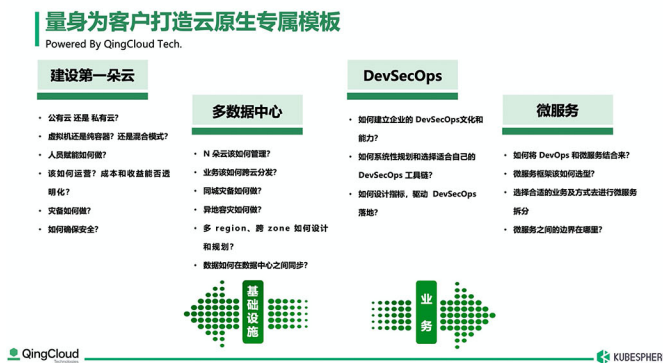 量身为客户打造云原生专属模板
Powered By QingCloud Tech.
建设第一朵云
• 公有云 还是 私有云?
• 虚拟机还是纯容器？还是混合模式？
• 人员赋能如何做？
• 该如何运营？成本和收益能否透
明化？
• 灾备如何做？
• 如何确保安全？
多数据中心
• N 朵云该如何管理？
• 业务该如何跨云分发？
• 同城灾备如何做？
• 异地容灾如何做？
• 多 region、跨 zone 如何设计
和规划？
• 数据如何在数据中心之间同步？
DevSecOps
• 如何建立企业的 DevSecOps文化和
能力？
• 如何系统性规划和选择适合自己的
DevSecOps 工具链？
• 如何设计指标，驱动 DevSecOps
落地？
微服务
• 如何将 DevOps 和微服务结合来？
• 微服务框架该如何选型？
• 选择合适的业务及方式去进行微服务
拆分
• 微服务之间的边界在哪里？
基础设施
业务
QingCloud
Technologies
KUBESPHER